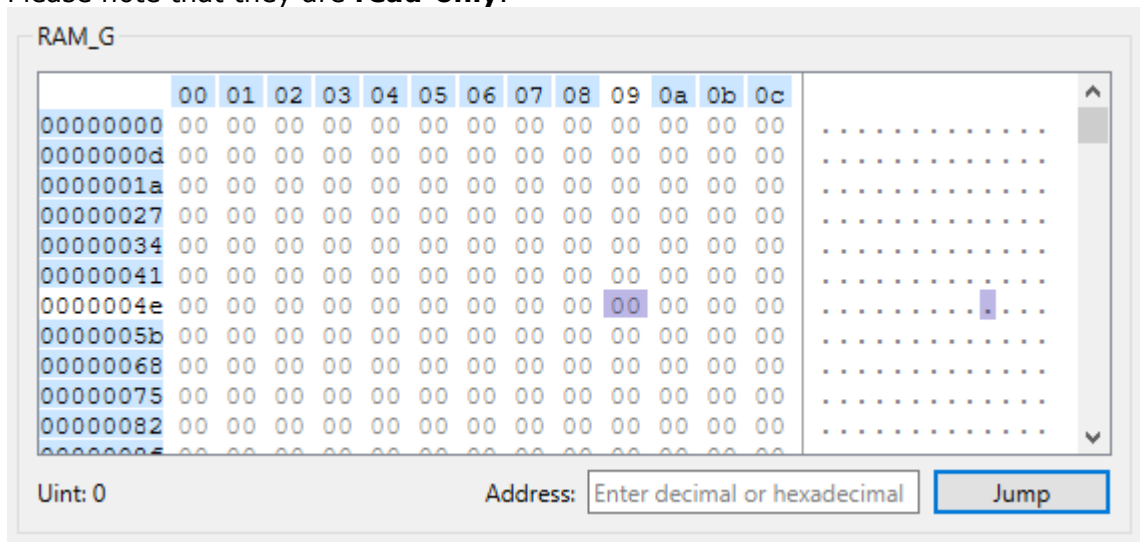 Please note that they are read-only.
RAM_G
00 01 02 03 04 05 06 07 08 09 0a 0b 0c
00000000 00 00 00 00 00 00 00 00 00 00 00 00 00 .............
0000000d 00 00 00 00 00 00 00 00 00 00 00 00 00 .............
0000001a 00 00 00 00 00 00 00 00 00 00 00 00 00 .............
00000027 00 00 00 00 00 00 00 00 00 00 00 00 00 .............
00000034 00 00 00 00 00 00 00 00 00 00 00 00 00 .............
00000041 00 00 00 00 00 00 00 00 00 00 00 00 00 .............
0000004e 00 00 00 00 00 00 00 00 00 00 00 00 00 .............
0000005b 00 00 00 00 00 00 00 00 00 00 00 00 00 .............
00000068 00 00 00 00 00 00 00 00 00 00 00 00 00 .............
00000075 00 00 00 00 00 00 00 00 00 00 00 00 00 .............
00000082 00 00 00 00 00 00 00 00 00 00 00 00 00 .............
Uint: 0 Address: Enter decimal or hexadecimal Jump